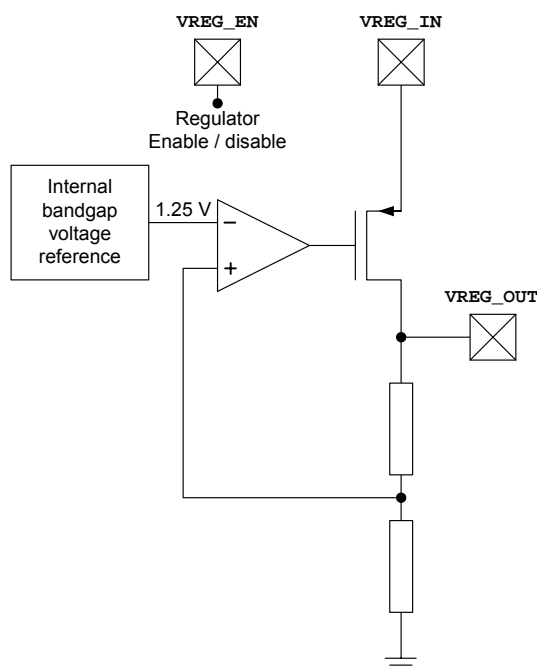 VREG_EN
VREG_IN
Regulator
Enable / disable
Internal
bandgap
voltage
reference
1.25 V
−
+
VREG_OUT